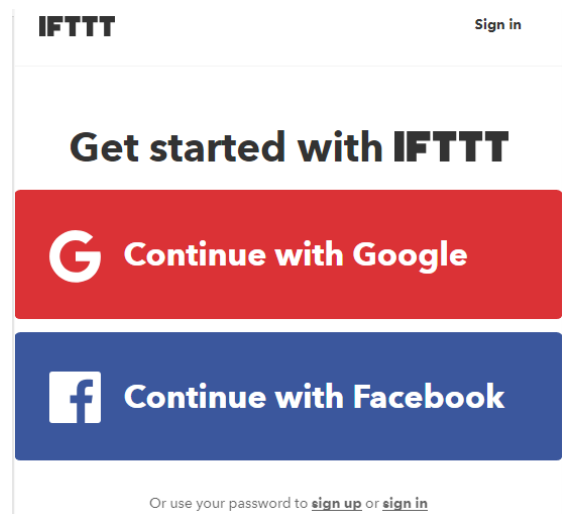 IFTTT
Sign in
Get started with IFTTT
Continue with Google
Continue with Facebook
Or use your password to sign up or sign in